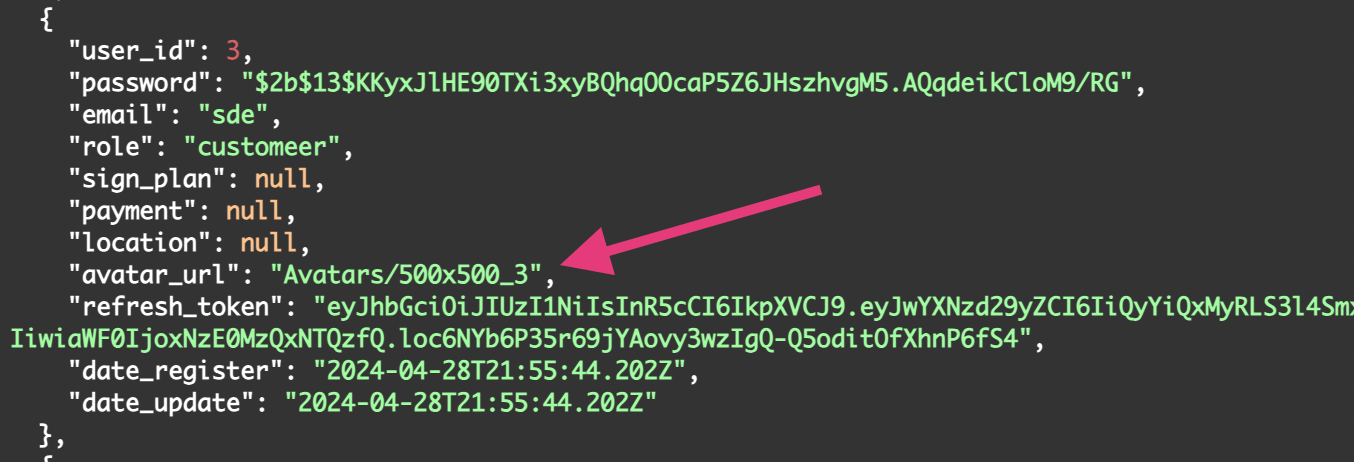 {
"user_id": 3,
"password": "$2b$13$KKyxJlHE90TXi3xyBQhqOOcaP5Z6JHszhvgM5.AQqdeikCloM9/RG",
"email": "sde",
"role": "customeer",
"sign_plan": null,
"payment": null,
"location": null,
"avatar_url": "Avatars/500x500_3",
"refresh_token": "eyJhbGciOiJIUzI1NiIsInR5cCI6IkpXVCJ9.eyJwYXNzd29yZCI6IiQyYiQxMyRLS3l4Smx
IiwiaWF0IjoxNzE0MzQxNTQzfQ.loc6NYb6P35r69jYAovy3wzIgQ-Q5oditOfXhnP6fS4",
"date_register": "2024-04-28T21:55:44.202Z",
"date_update": "2024-04-28T21:55:44.202Z"
},